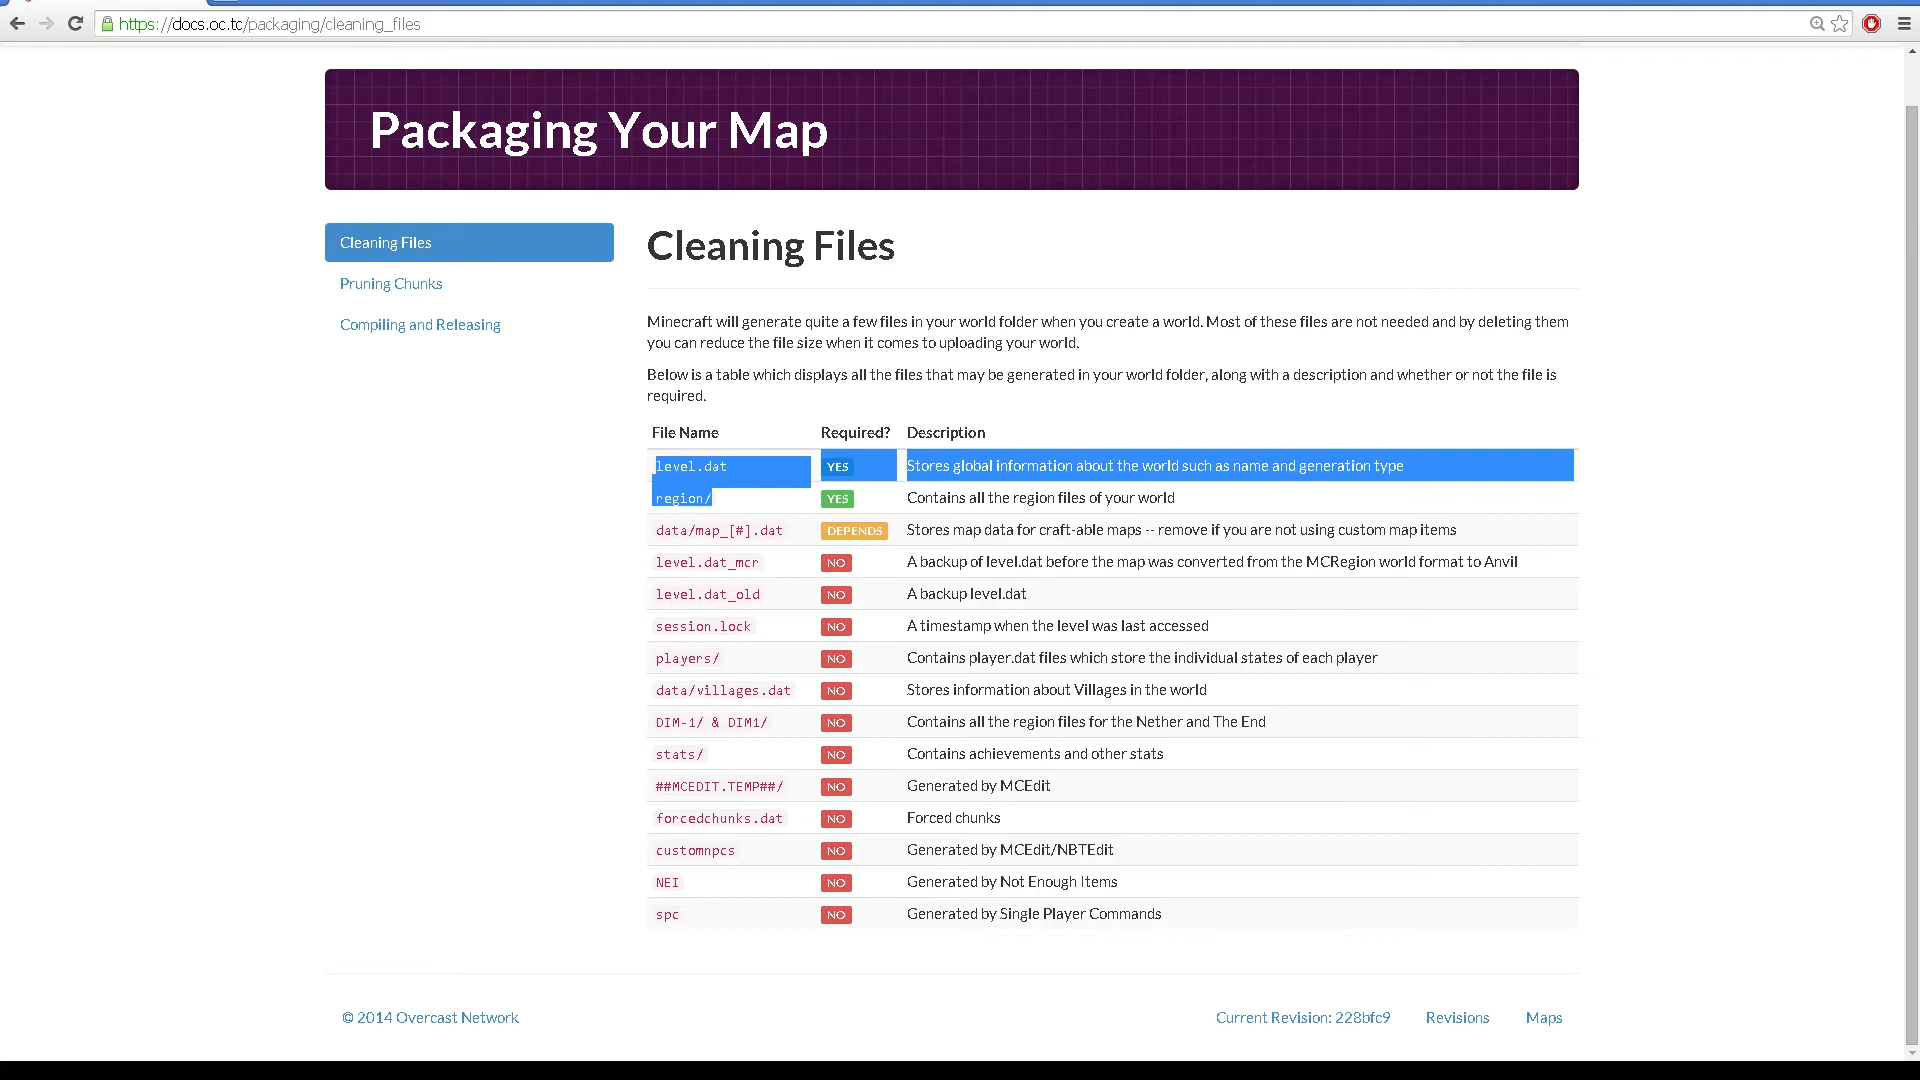 https://docs.oc.tc/packaging/cleaning_files
Packaging Your Map
Cleaning Files
Pruning Chunks
Compiling and Releasing
Cleaning Files
Minecraft will generate quite a few files in your world folder when you create a world. Most of these files are not needed and by deleting them
you can reduce the file size when it comes to uploading your world.
Below is a table which displays all the files that may be generated in your world folder, along with a description and whether or not the file is
required.
File Name Required? Description
level.dat YES Stores global information about the world such as name and generation type
region/ YES Contains all the region files of your world
data/map_[#].dat DEPENDS Stores map data for craft-able maps -- remove if you are not using custom map items
level.dat_mcr NO A backup of level.dat before the map was converted from the MCRegion world format to Anvil
level.dat_old NO A backup level.dat
session.lock NO A timestamp when the level was last accessed
players/ NO Contains player.dat files which store the individual states of each player
data/villages.dat NO Stores information about Villages in the world
DIM-1/ & DIM1/ NO Contains all the region files for the Nether and The End
stats/ NO Contains achievements and other stats
##MCEDIT.TEMP##/ NO Generated by MCEdit
forcedchunks.dat NO Forced chunks
customnpcs NO Generated by MCEdit/NBTEdit
NEI NO Generated by Not Enough Items
spc NO Generated by Single Player Commands
© 2014 Overcast Network Current Revision: 228bfc9 Revisions Maps